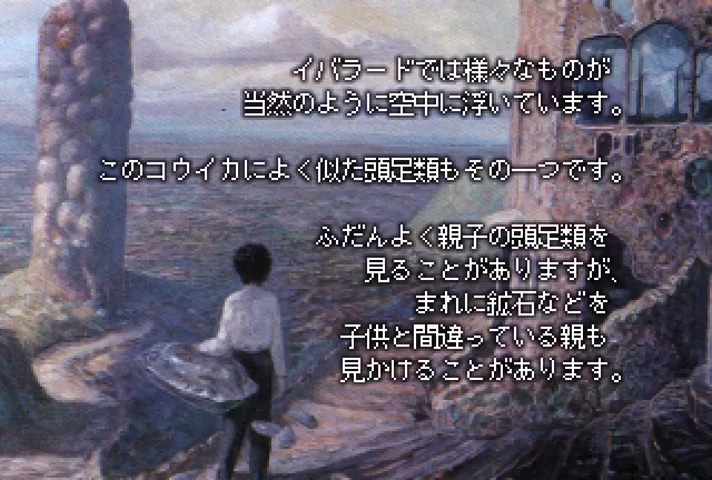 イバラードでは様々なものが
当然のように空中に浮いています。
このコウイカによく似た頭足類もその一つです。
ふだんよく親子の頭足類を
見ることがありますが、
まれに鉱石などを
子供と間違っている親も
見かけることがあります。